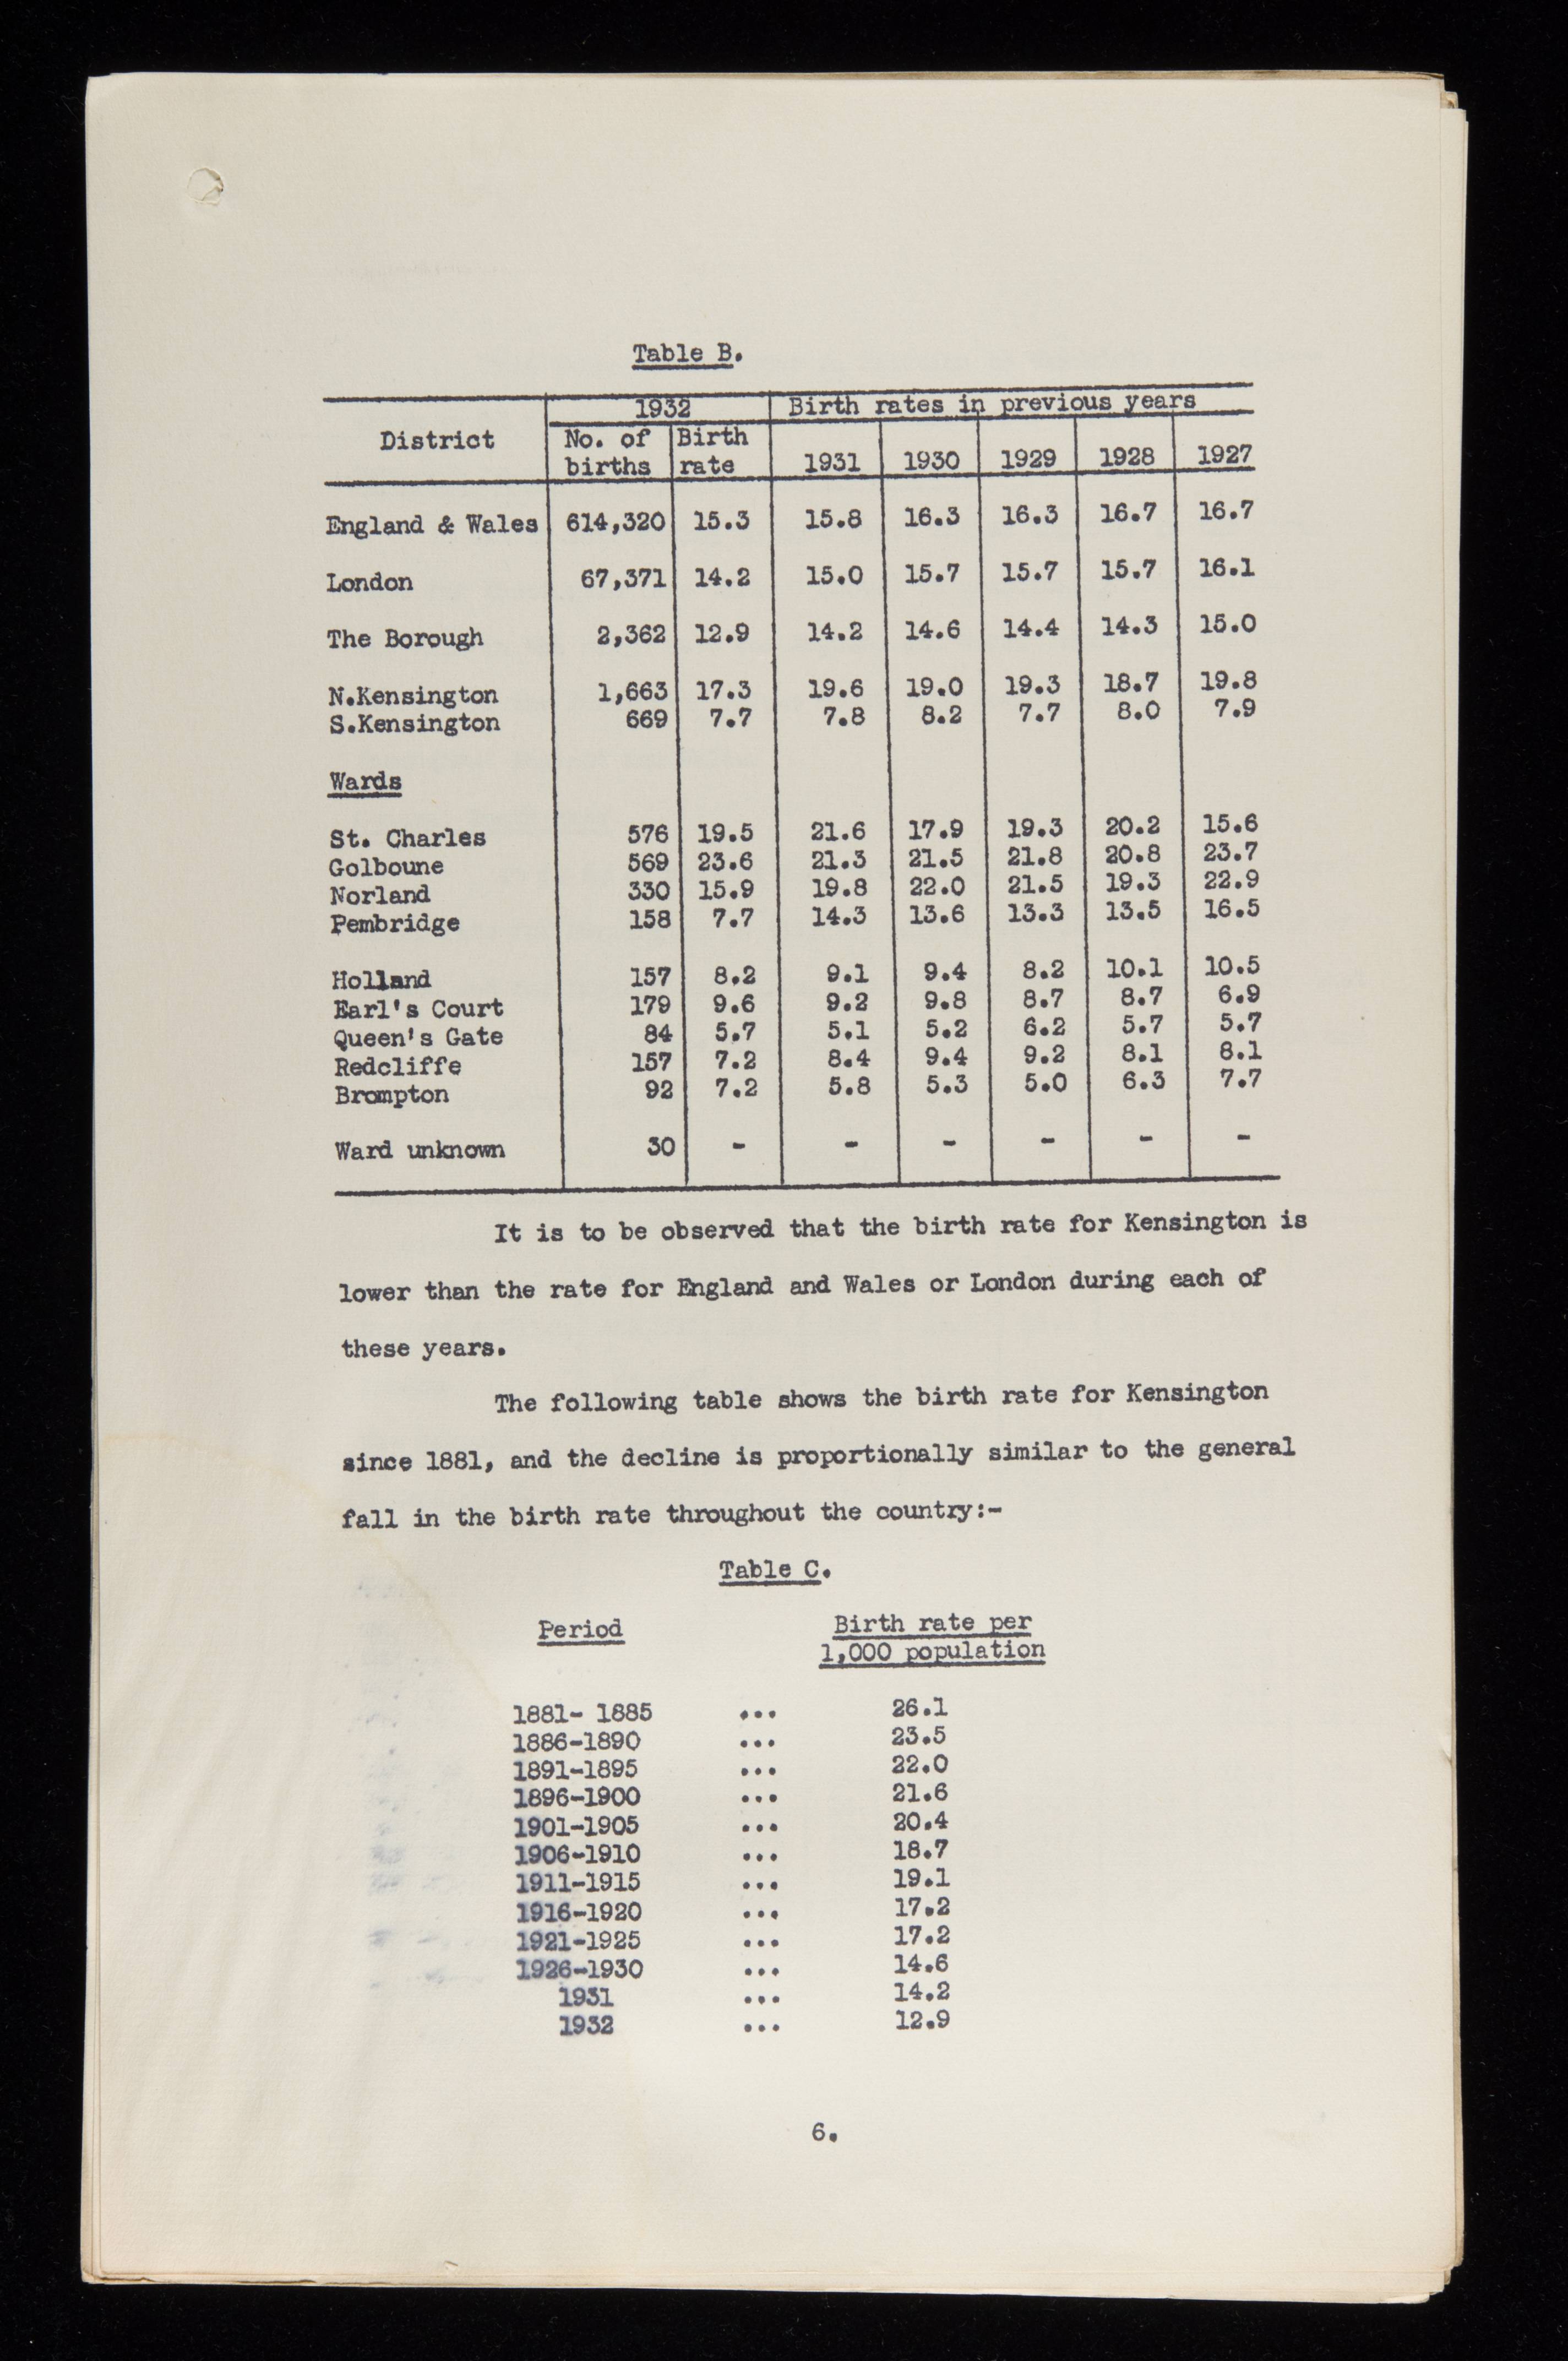 Table B.
District 1932 Birth rates in previous years
No. of births Birth rate 1931 1930 1929 1928 1927
England & Wales 614,320 15.3 15.8 16.3 16.3 16.7 16.7
London 67,371 14.2 15.0 15.7 15.7 15.7 16.1
The Borough 2,362 12.9 14.2 14.6 14.4 14.3 15.0
N.Kensington 1,663 17.3 19.6 19.0 19.3 18.7 19.8
S.Kensington 669 7.7 7.8 8.2 7.7 8.0 7.9
Wards
St. Charles 576 19.5 21.6 17.9 19.3 20.2 15.6
Golboune 569 23.6 21.3 21.5 21.8 20.8 23.7
Norland 330 15.9 19.8 22.0 21.5 19.3 22.9
Pembridge 158 7.7 14.3 13.6 13.3 13.5 16.5
Holland 157 8.2 9.1 9.4 8.2 10.1 10.5
Earl's Court 179 9.6 9.2 9.8 8.7 8.7 6.9
Queen's Gate 84 5.7 5.1 5.2 6.2 5.7 5.7
Redcliffe 157 7.2 8.4 9.4 9.2 8.1 8.1
Brompton 92 7.2 5.8 5.3 5.0 6.3 7.7
Ward unknown 30 - - - - - -
It is to be observed that the birth rate for Kensington is
lower than the rate for England and Wales or London during each of
these years.
The following table shows the birth rate for Kensington
since 1881, and the decline is proportionally similar to the general
fall in the birth rate throughout the country:-
Table C.
Period Birth rate per
1,000 population
1881- 1885 ... 26.1
1886-1890 ... 23.5
1891-1895 ... 22.0
1896-1900 ... 21.6
1901-1905 ... 20.4
1906-1910 ... 18.7
1911-1915 ... 19.1
1916-1920 ... 17.2
1921-1925 ... 17.2
1926-1930 ... 14.6
1931 ... 14.2
1932 ... 12.9
6.